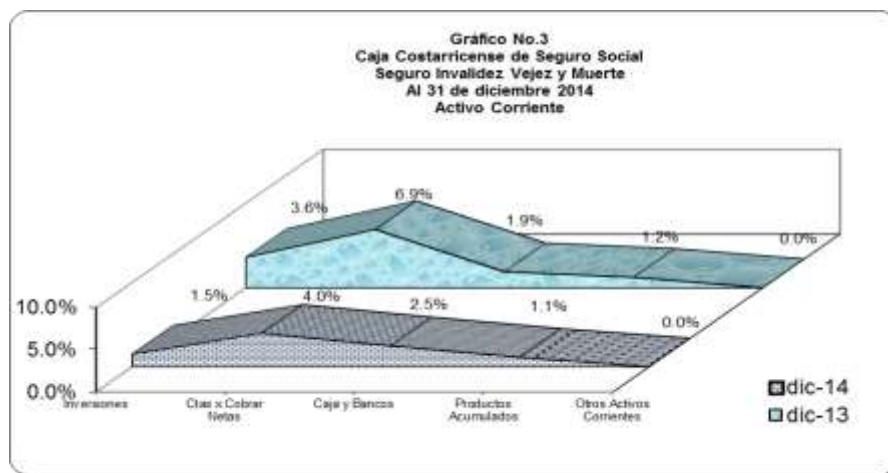 Gráfico No.3
Caja Costarricense de Seguro Social
Seguro Invalidez Vejez y Muerte
Al 31 de diciembre 2014
Activo Corriente
3.6%
6.9%
1.9%
1.2%
0.0%
1.5%
4.0%
2.5%
1.1%
0.0%
10.0%
5.0%
0.0%
Inversiones
Ctas x Cobrar
Netas
Caja y Bancos
Productos
Acumulados
Otros Activos
Corrientes
dic-14
dic-13